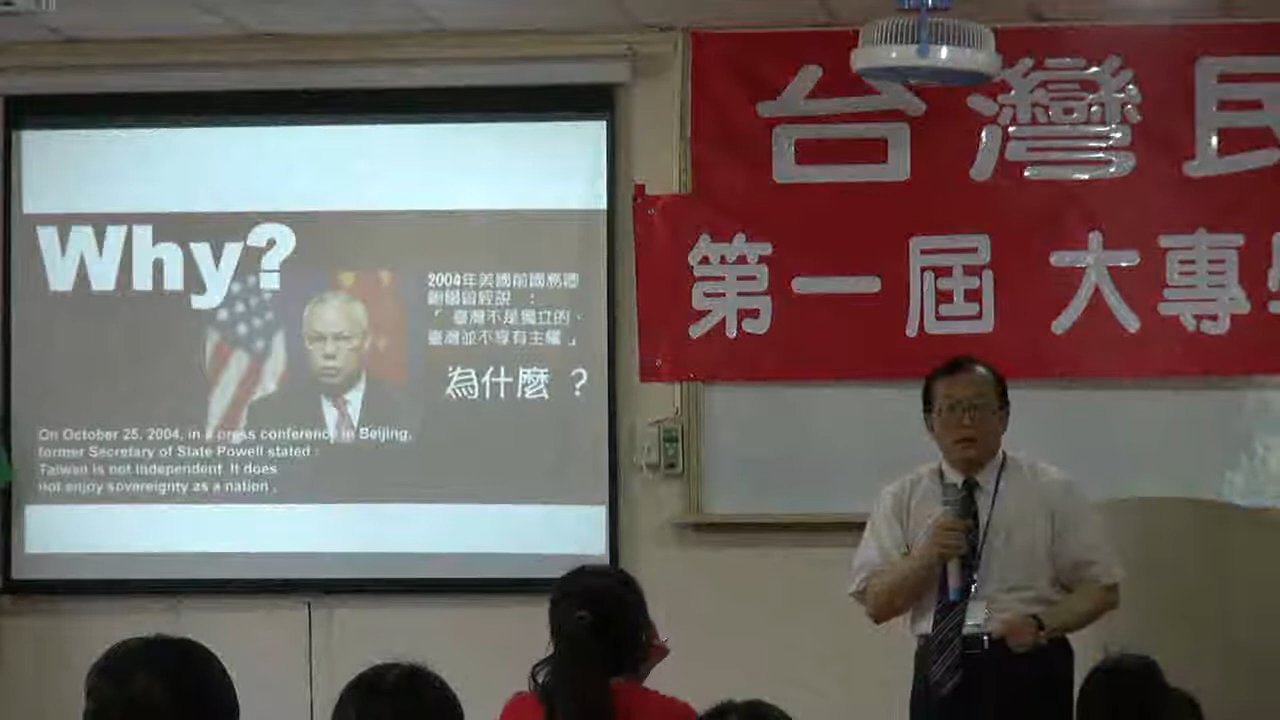 Why?
2004年美國前國務卿
鮑爾曾經說 :
「 臺灣不是獨立的、
臺灣並不享有主權 」
為什麼 ?
On October 25, 2004, in a press conference in Beijing,
former Secretary of State Powell stated :
Taiwan is not independent. It does
not enjoy sovereignty as a nation .
台灣民
第一屆 大專